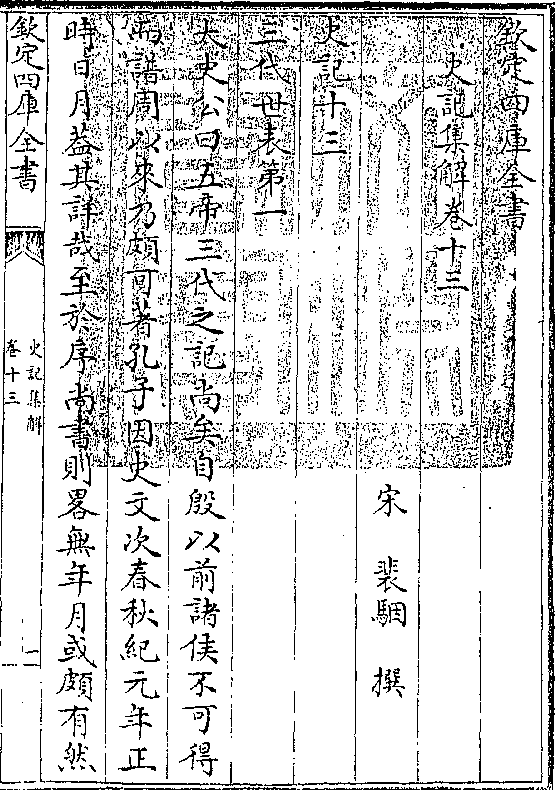 欽定四庫全書
史記集解卷十三
宋 裴駰 撰
史記十三
三代世表第一
太史公曰五帝三代之記尚矣自殷以前諸侯不可得
而譜周以來乃頗可著孔子因史文次春秋紀元年正
時日月蓋其詳哉至於序尚書則畧無年月或頗有然
欽定四庫全書
史記集解
卷十三
一